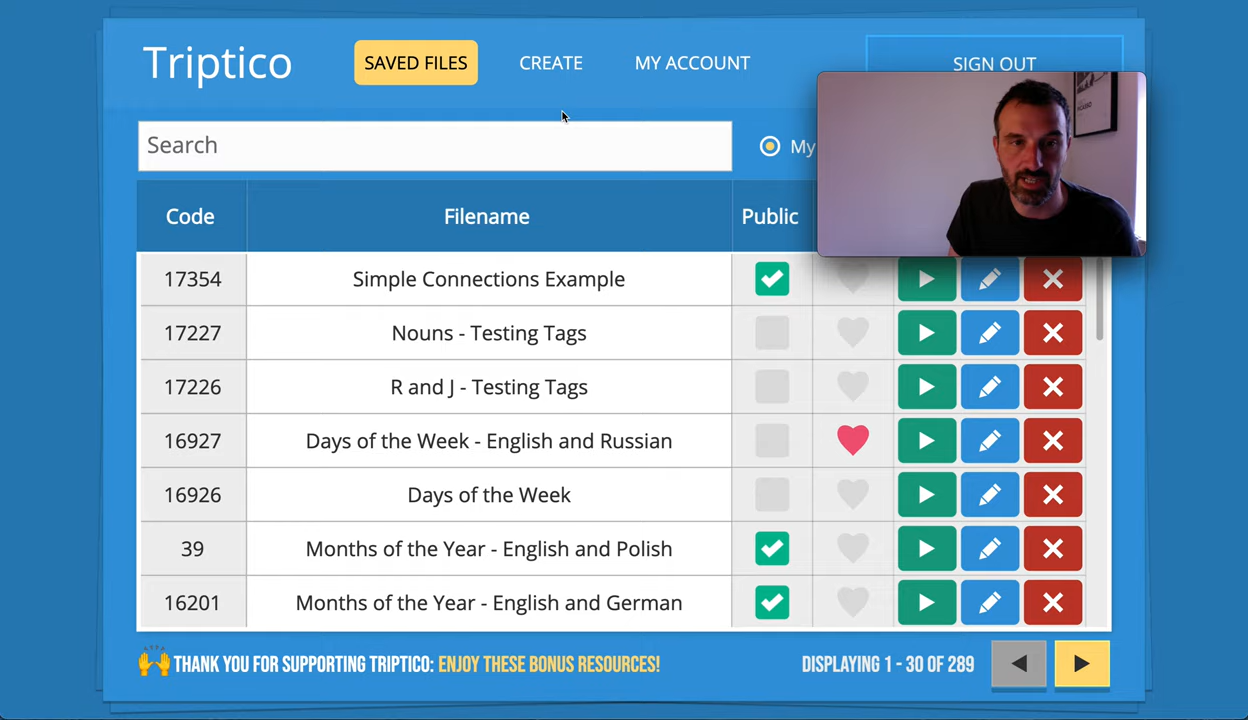 Triptico
SAVED FILES
CREATE
MY ACCOUNT
SIGN OUT
Search
My
Code
Filename
Public
17354
Simple Connections Example
17227
Nouns - Testing Tags
17226
R and J - Testing Tags
16927
Days of the Week - English and Russian
16926
Days of the Week
39
Months of the Year - English and Polish
16201
Months of the Year - English and German
THANK YOU FOR SUPPORTING TRIPTICO: ENJOY THESE BONUS RESOURCES!
DISPLAYING 1 - 30 OF 289